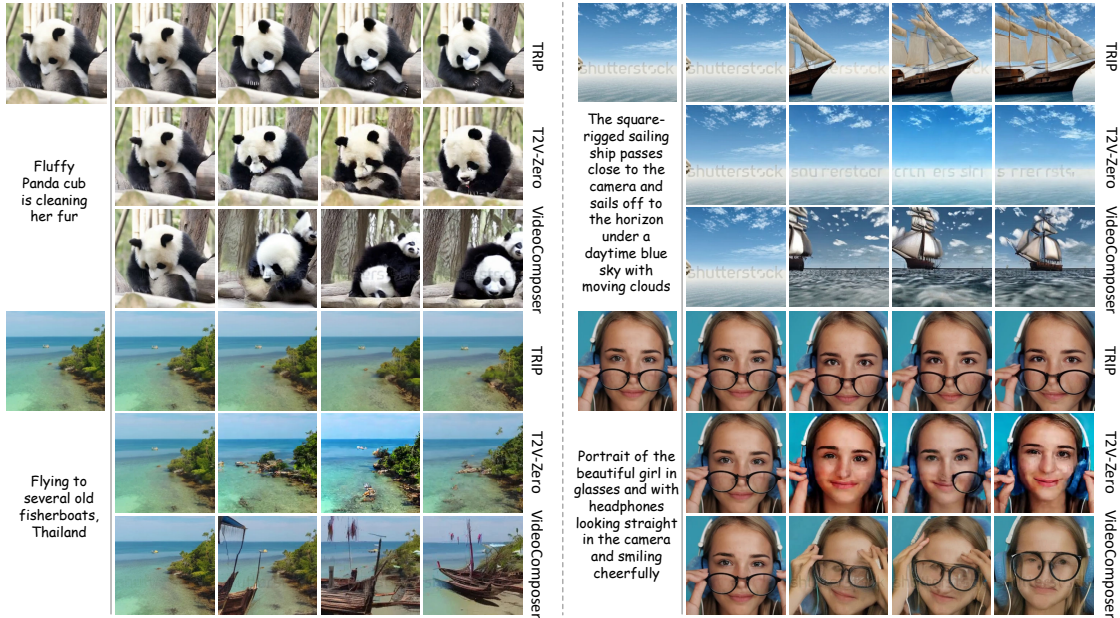 Fluffy
Panda cub
is cleaning
her fur
TRIP
T2V-Zero
VideoComposer
Flying to
several old
fisherboats,
Thailand
TRIP
T2V-Zero
VideoComposer
The square-
rigged sailing
ship passes
close to the
camera and
sails off to
the horizon
under a
daytime blue
sky with
moving clouds
shutterstock
shutterstock
shutterstock
TRIP
T2V-Zero
shutterstock
VideoComposer
Portrait of the
beautiful girl in
glasses and with
headphones
looking straight
in the camera
and smiling
cheerfully
TRIP
T2V-Zero
VideoComposer